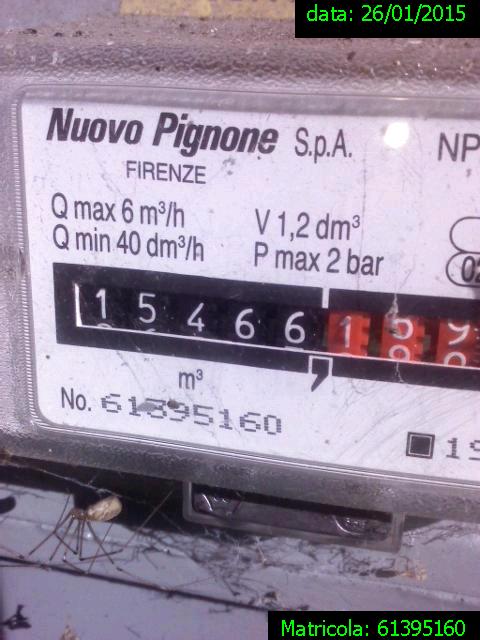 data: 26/01/2015
Nuovo Pignone S.p.A. NP
FIRENZE
Q max 6 m³/h V 1,2 dm³
Q min 40 dm³/h P max 2 bar
15466159
m³ ,
No. 61395160
Matricola: 61395160